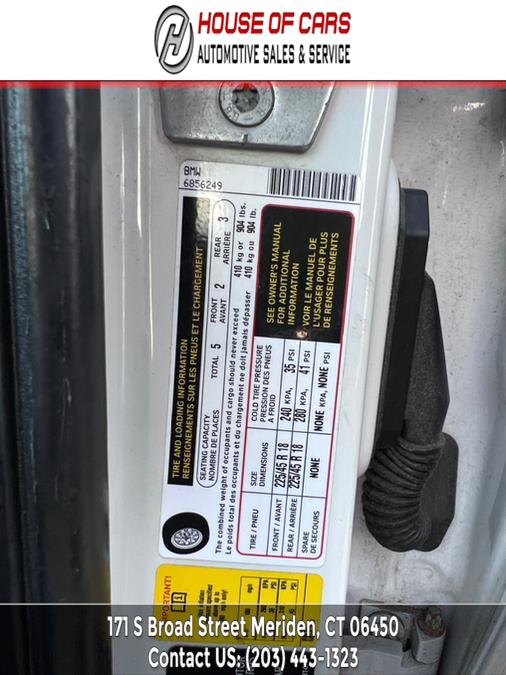 HOUSE OF CARS
AUTOMOTIVE SALES & SERVICE
BMW
6856249
TIRE AND LOADING INFORMATION
RENSEIGNEMENTS SUR LES PNEUS ET LE CHARGEMENT
SEATING CAPACITY
NOMBRE DE PLACES
TOTAL 5
FRONT
AVANT 2
REAR
ARRIÈRE 3
The combined weight of occupants and cargo should never exceed 410 kg or 904 lbs.
Le poids total des occupants et du chargement ne doit jamais dépasser 410 kg ou 904 lb.
TIRE / PNEU
SIZE
DIMENSIONS
COLD TIRE PRESSURE
PRESSION DES PNEUS
A FROID
FRONT / AVANT 225/45 R 18 240 KPA, 35 PSI
REAR / ARRIÈRE 225/45 R 18 280 KPA, 41 PSI
SPARE
DE SECOURS NONE NONE KPA, NONE PSI
SEE OWNER'S MANUAL
FOR ADDITIONAL
INFORMATION
VOIR LE MANUEL DE
L'USAGER POUR PLUS
DE RENSEIGNEMENTS
171 S Broad Street Meriden, CT 06450
Contact US: (203) 443-1323